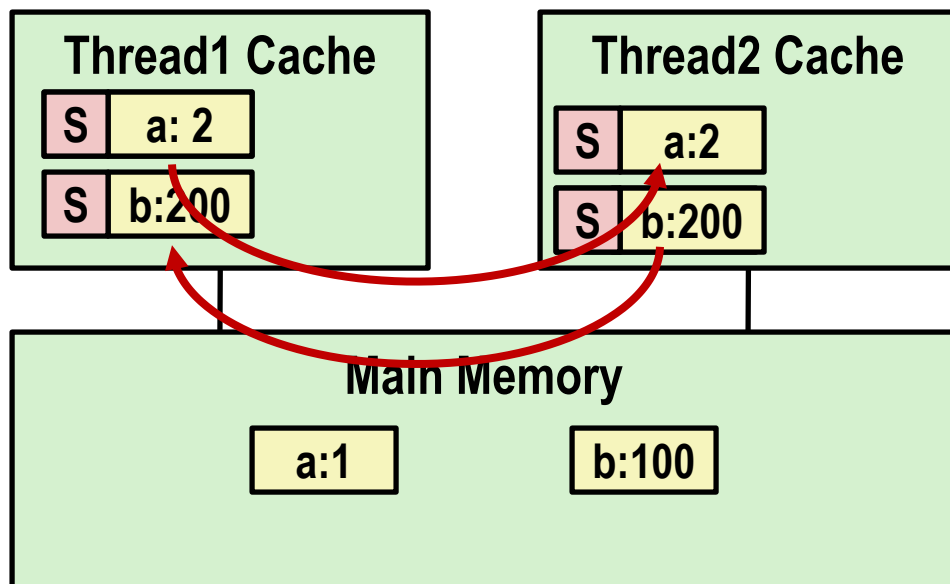 Thread1 Cache
S a: 2
S b:200
Thread2 Cache
S a:2
S b:200
Main Memory
a:1 b:100